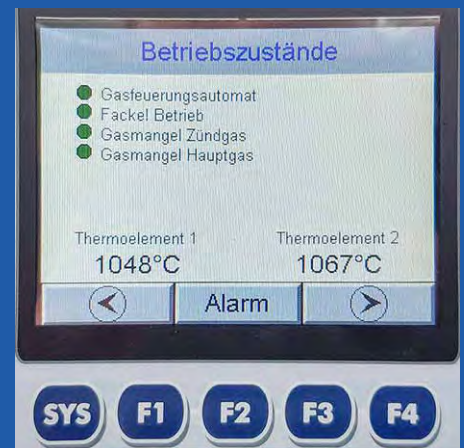 Betriebszustände
Gasfeuerungsautomat
Fackel Betrieb
Gasmangel Zündgas
Gasmangel Hauptgas
Thermoelement 1 Thermoelement 2
1048°C 1067°C
Alarm
SYS F1 F2 F3 F4